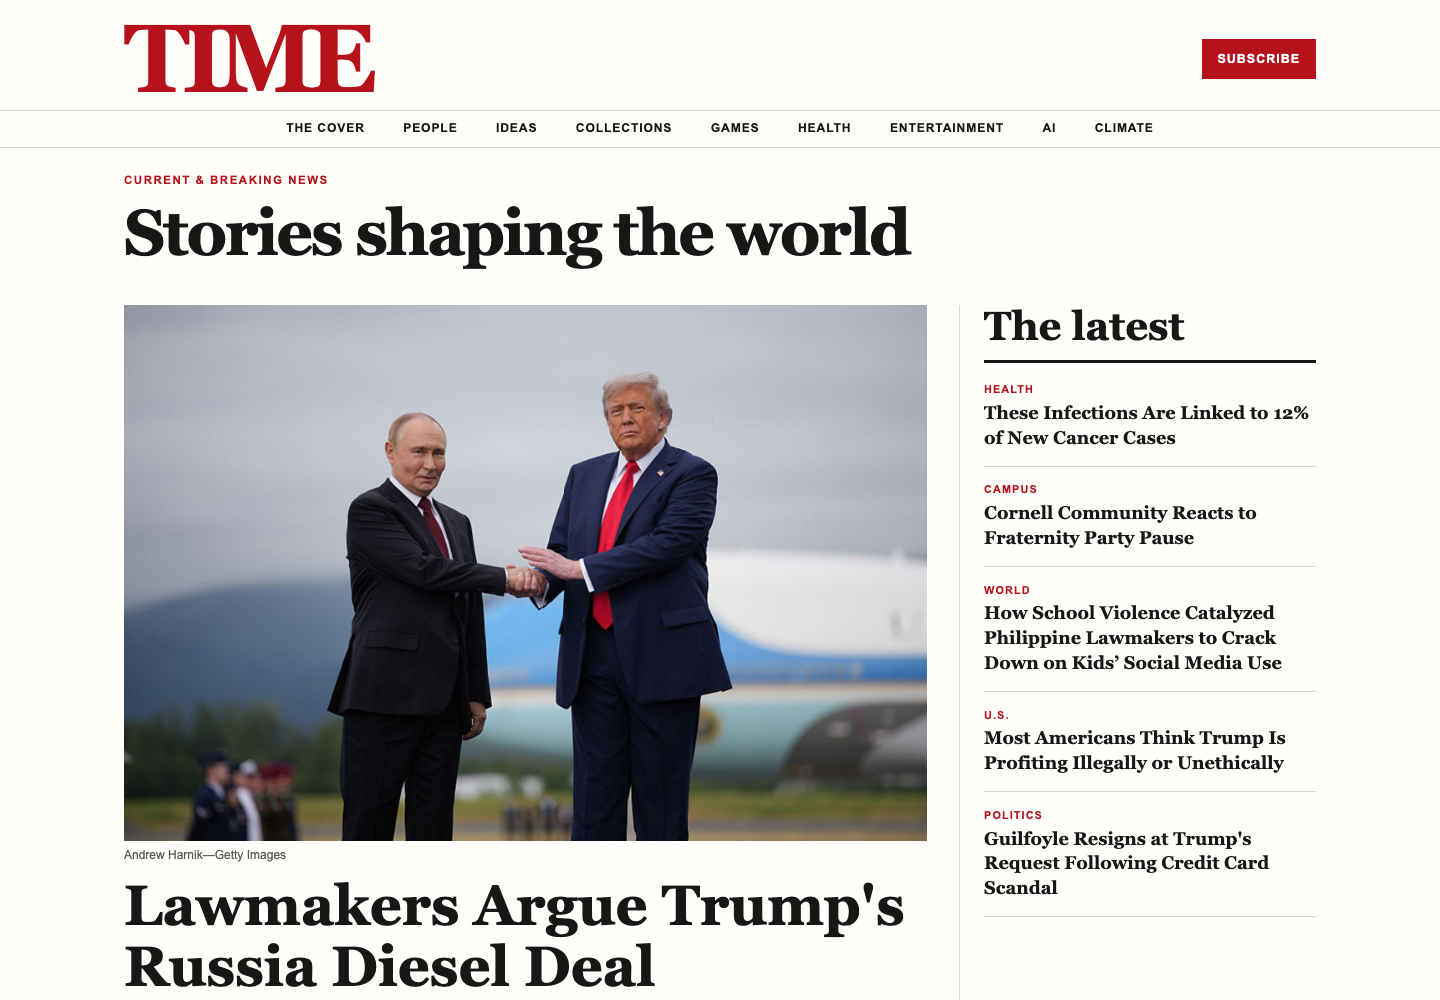 TIME
SUBSCRIBE
THE COVER PEOPLE IDEAS COLLECTIONS GAMES HEALTH ENTERTAINMENT AI CLIMATE
CURRENT & BREAKING NEWS
Stories shaping the world
Andrew Harnik—Getty Images
Lawmakers Argue Trump's
Russia Diesel Deal
The latest
HEALTH
These Infections Are Linked to 12%
of New Cancer Cases
CAMPUS
Cornell Community Reacts to
Fraternity Party Pause
WORLD
How School Violence Catalyzed
Philippine Lawmakers to Crack
Down on Kids’ Social Media Use
U.S.
Most Americans Think Trump Is
Profiting Illegally or Unethically
POLITICS
Guilfoyle Resigns at Trump's
Request Following Credit Card
Scandal